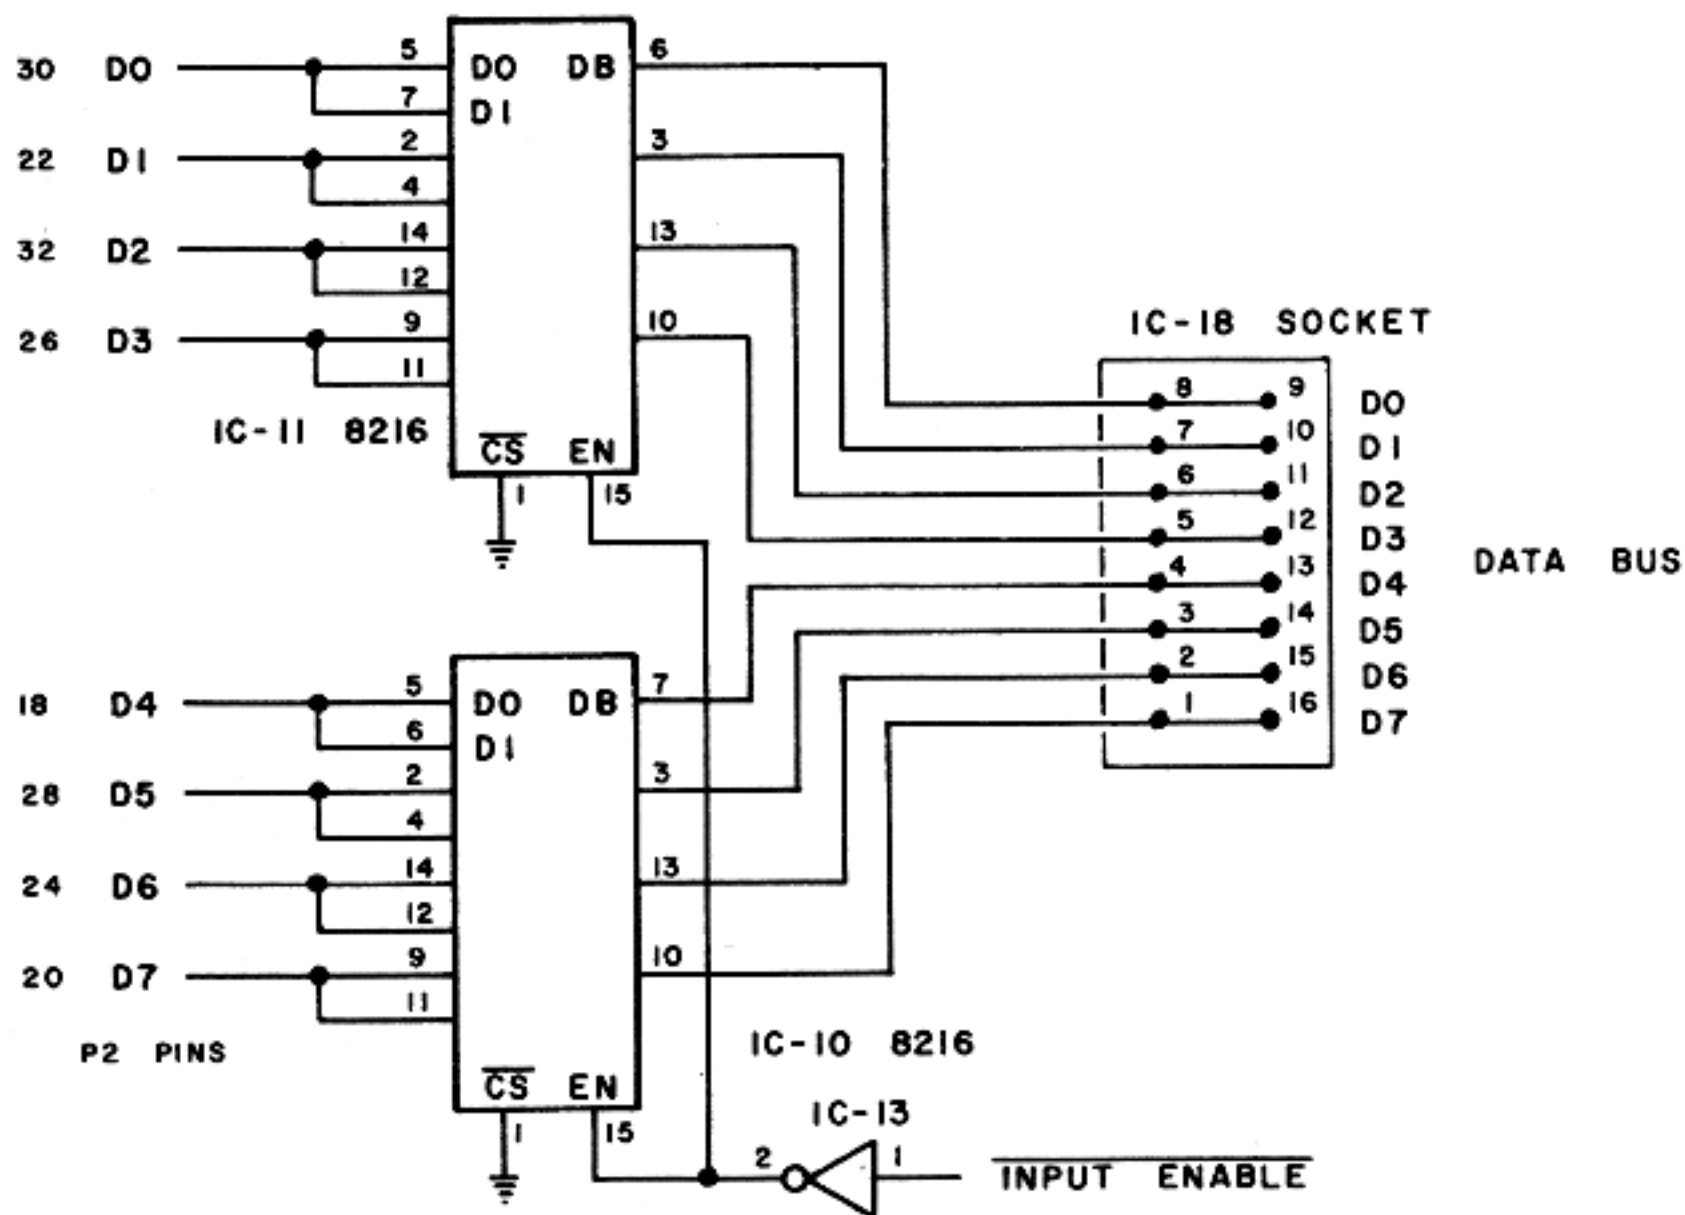 30 D0 5 D0 DB 6
7 D1
22 D1 2 3
4
32 D2 14 13
12
26 D3 9 10
11
IC-11 8216
CS EN
1 15
IC-18 SOCKET
8 9 D0
7 10 D1
6 11 D2
5 12 D3
4 13 D4
3 14 D5
2 15 D6
1 16 D7
DATA BUS
18 D4 5 D0 DB 7
6 D1
28 D5 2 3
4
24 D6 14 13
12
20 D7 9 10
11
P2 PINS
IC-10 8216
CS EN
1 15
IC-13
2 1
INPUT ENABLE